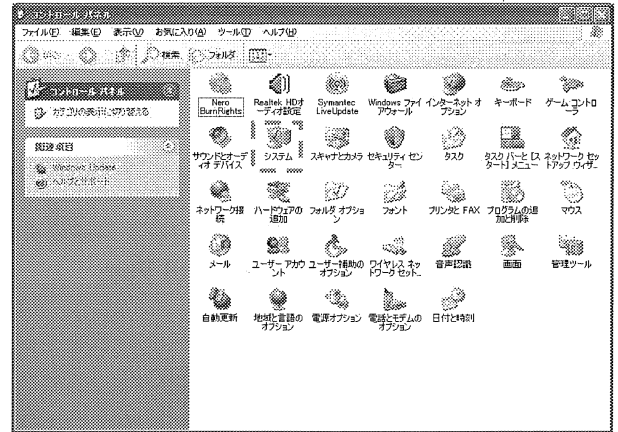 コントロール パネル
ファイル(F) 編集(E) 表示(V) お気に入り(A) ツール(T) ヘルプ(H)
検索 フォルダ
コントロール パネル
カテゴリの表示に切り替える
関連項目
Windows Update
ヘルプとサポート
Nero BurnRights
Realtek HDオーディオ設定
Symantec LiveUpdate
Windows ファイアウォール
インターネット オプション
キーボード
ゲーム コントローラ
サウンドとオーディオ デバイス
システム
スキャナとカメラ
セキュリティ センター
タスク
タスク バーと [スタート] メニュー
ネットワーク セットアップ ウィザ...
ネットワーク接続
ハードウェアの追加
フォルダ オプション
フォント
プリンタと FAX
プログラムの追加と削除
マウス
メール
ユーザー アカウント
ユーザー補助のオプション
ワイヤレス ネットワーク セット...
音声認識
画面
管理ツール
自動更新
地域と言語のオプション
電源オプション
電話とモデムのオプション
日付と時刻